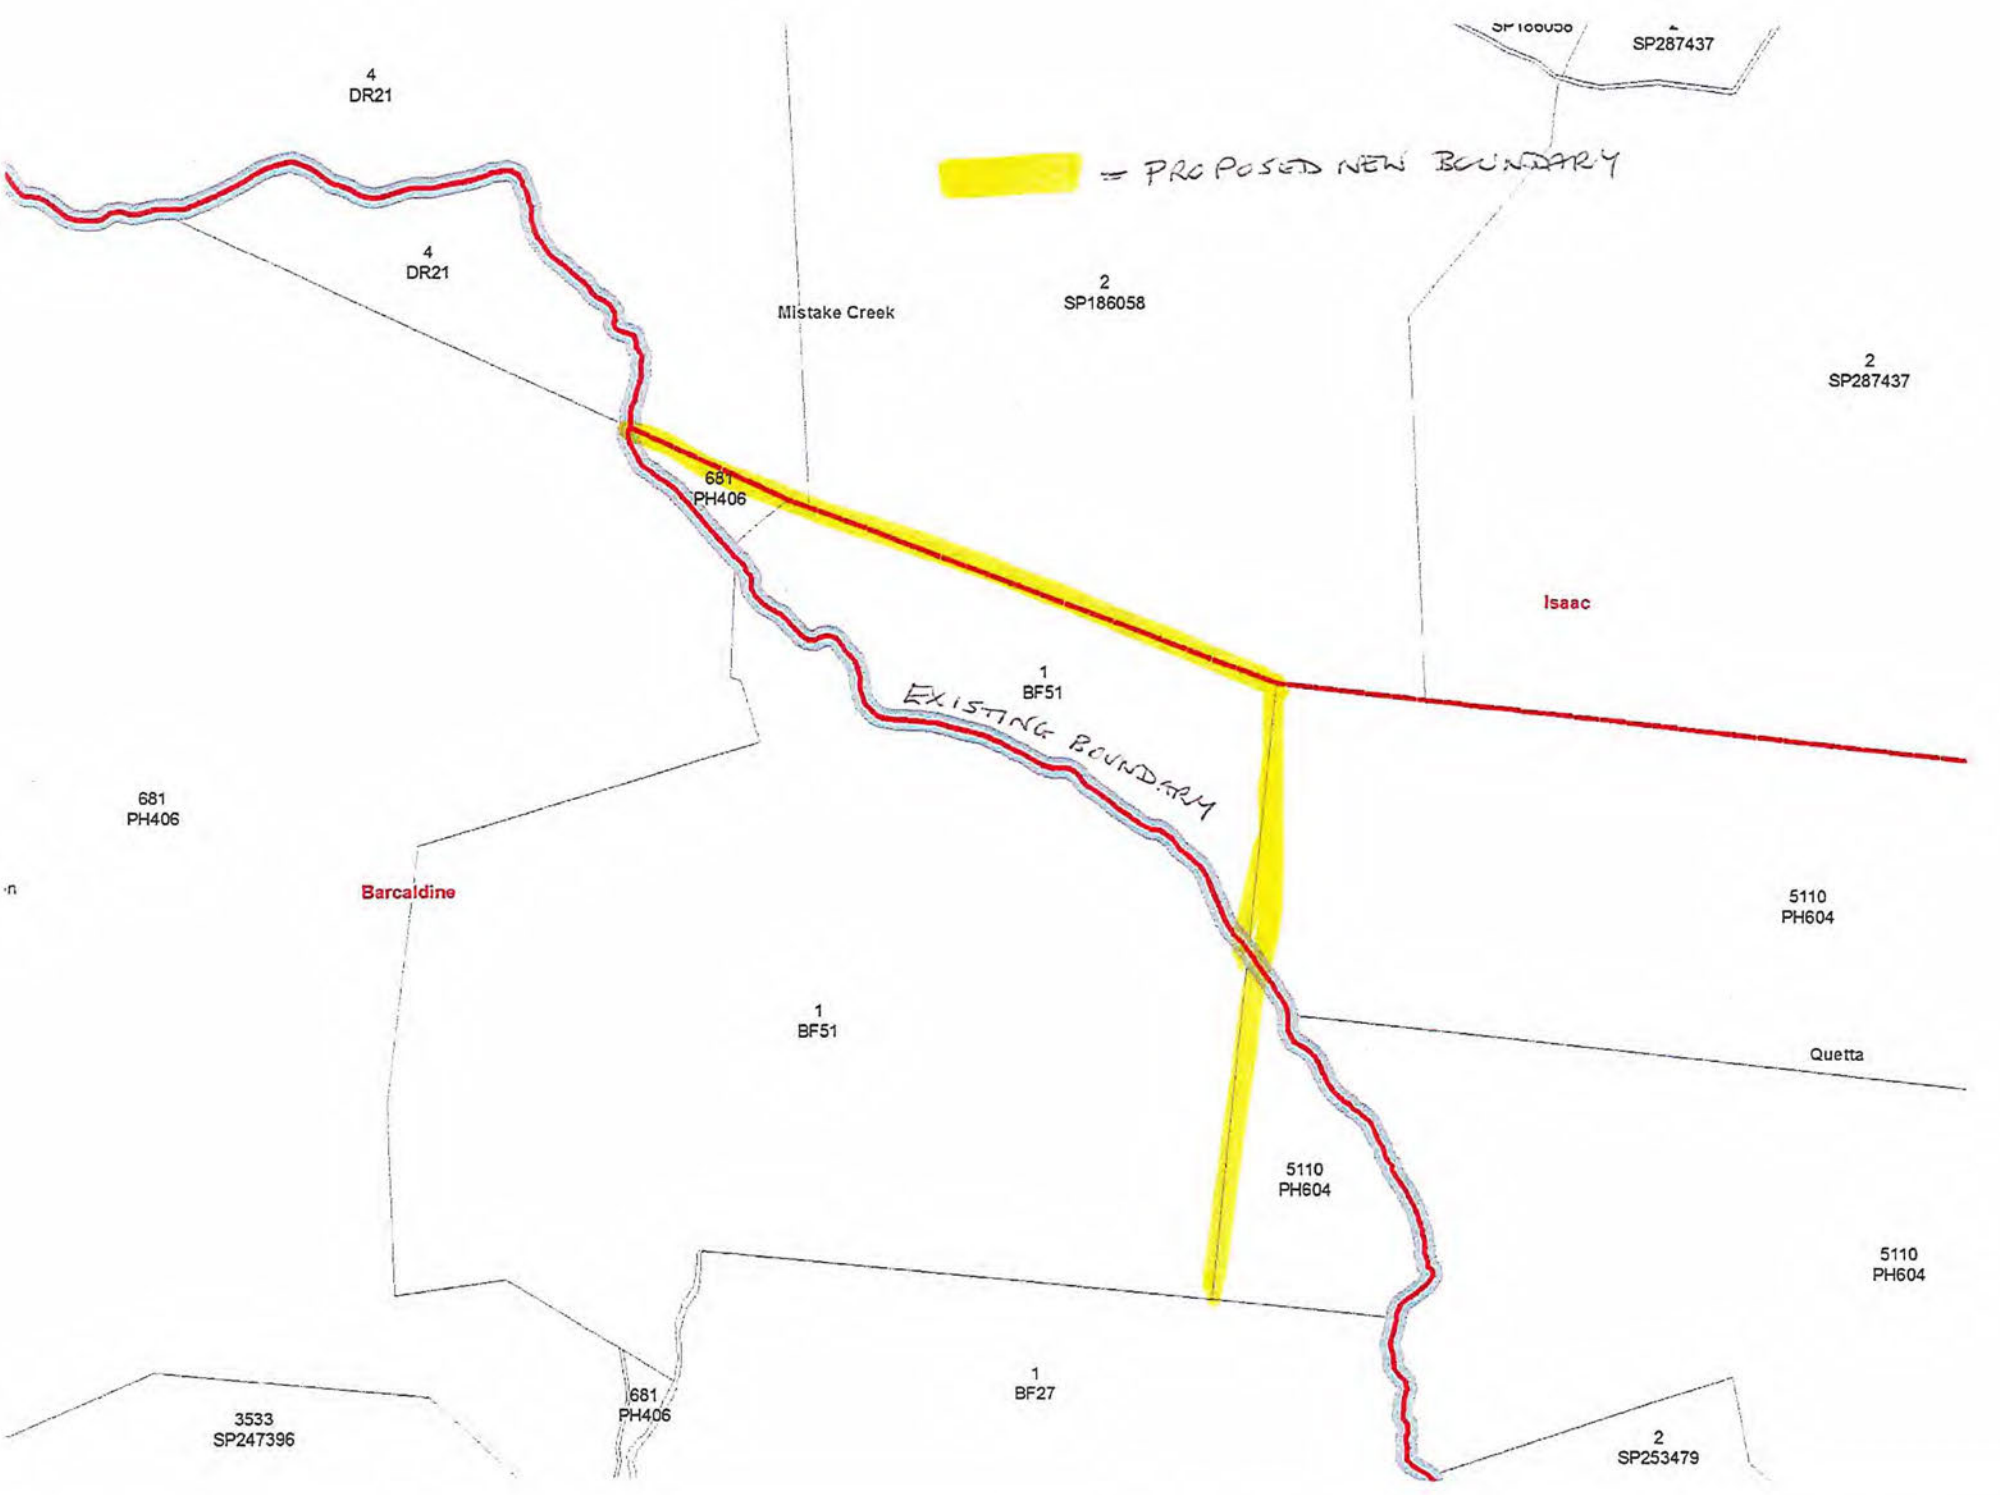 SP186058
SP287437
4
DR21
= PROPOSED NEW BOUNDARY
4
DR21
Mistake Creek
2
SP186058
2
SP287437
681
PH406
Isaac
1
BF51
EXISTING BOUNDARY
681
PH406
Barcaldine
5110
PH604
1
BF51
Quetta
5110
PH604
5110
PH604
1
BF27
681
PH406
3533
SP247396
2
SP253479